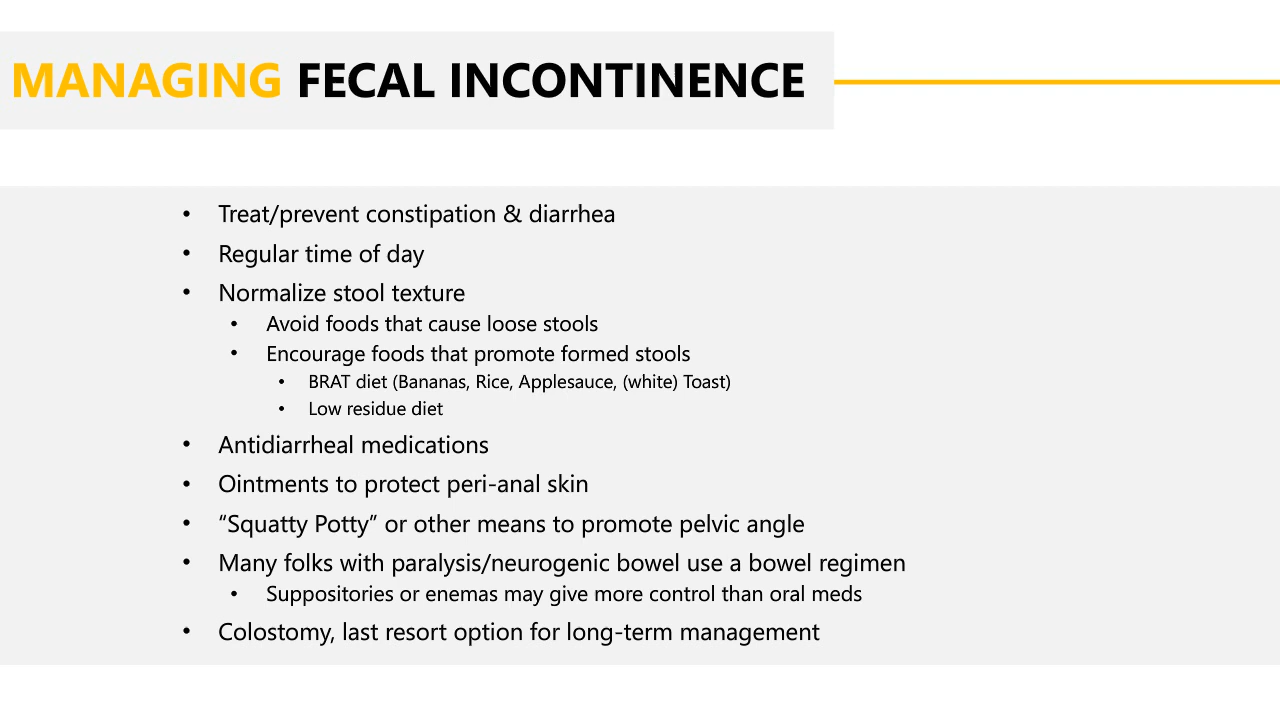 MANAGING FECAL INCONTINENCE
• Treat/prevent constipation & diarrhea
• Regular time of day
• Normalize stool texture
• Avoid foods that cause loose stools
• Encourage foods that promote formed stools
• BRAT diet (Bananas, Rice, Applesauce, (white) Toast)
• Low residue diet
• Antidiarrheal medications
• Ointments to protect peri-anal skin
• “Squatty Potty” or other means to promote pelvic angle
• Many folks with paralysis/neurogenic bowel use a bowel regimen
• Suppositories or enemas may give more control than oral meds
• Colostomy, last resort option for long-term management